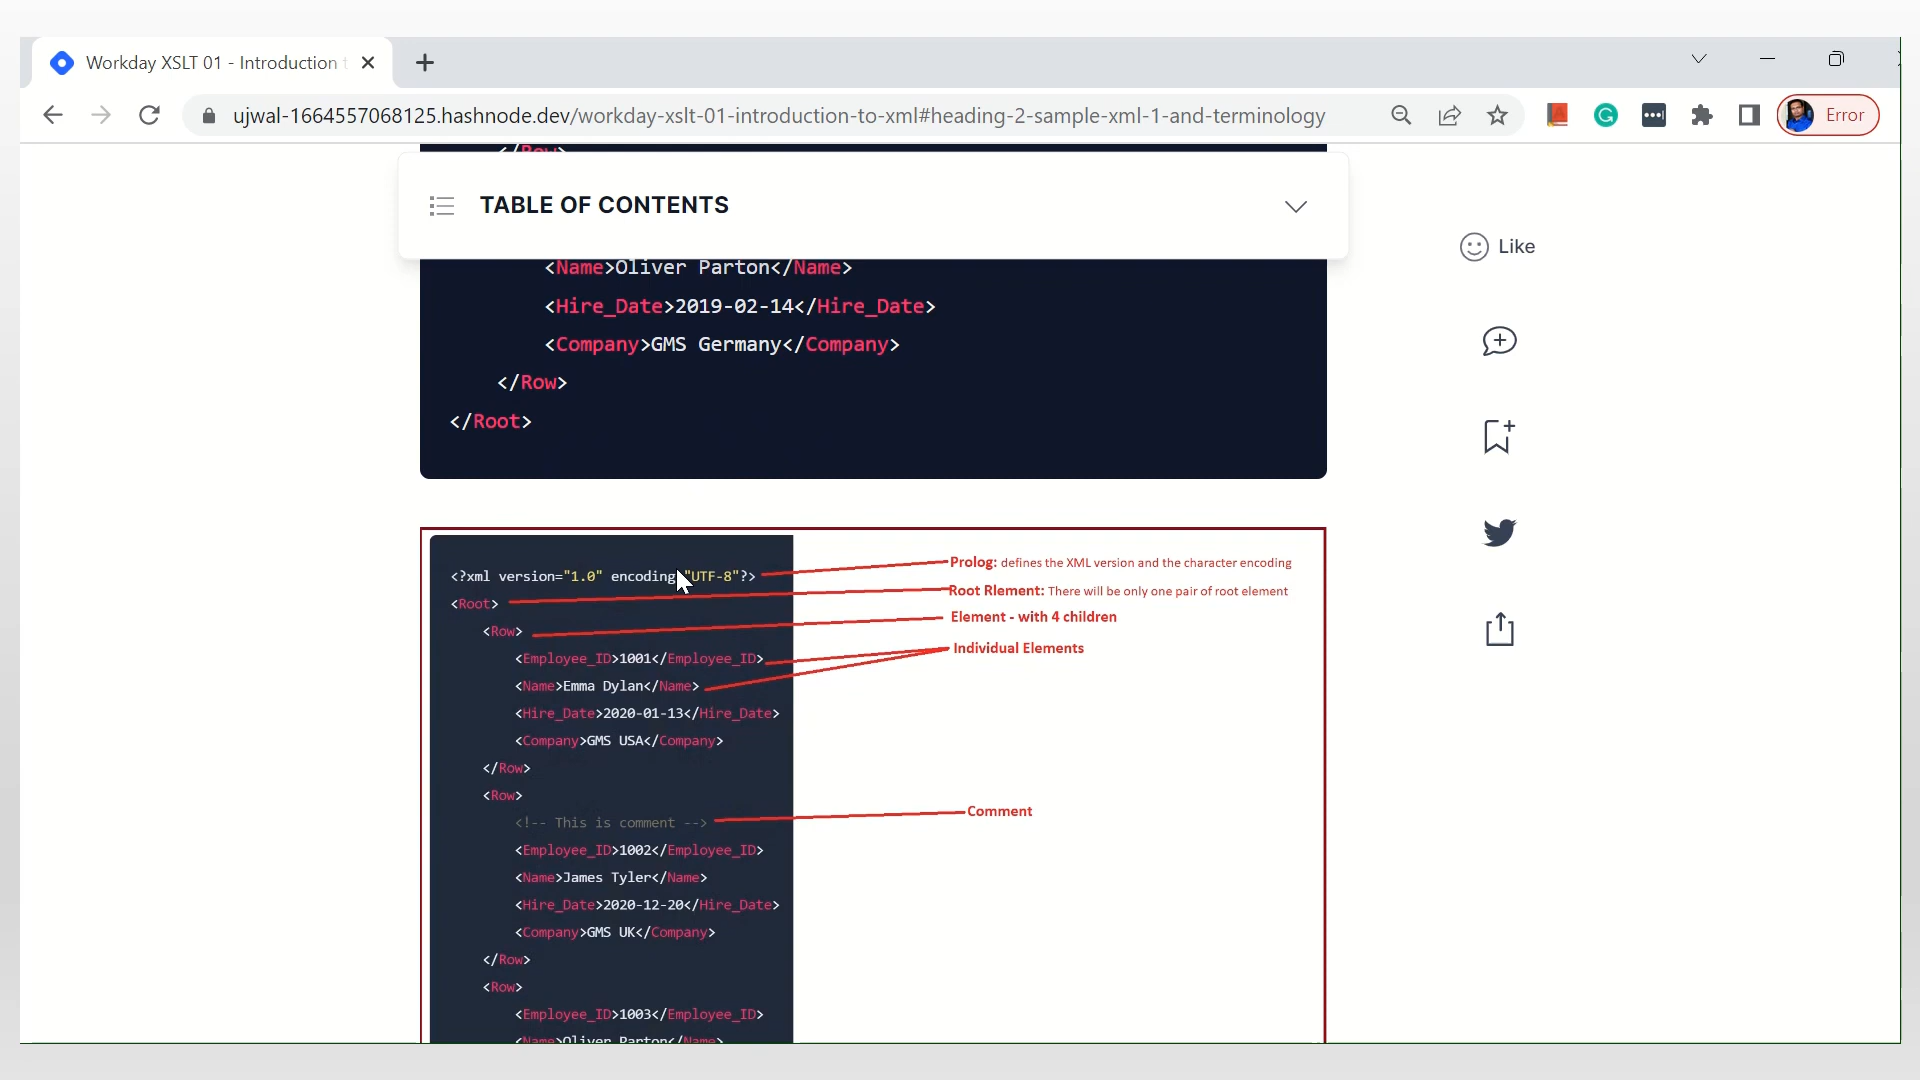 Workday XSLT 01 - Introduction
ujwal-1664557068125.hashnode.dev/workday-xslt-01-introduction-to-xml#heading-2-sample-xml-1-and-terminology
Error
</Row>
TABLE OF CONTENTS
<Name>Oliver Parton</Name>
<Hire_Date>2019-02-14</Hire_Date>
<Company>GMS Germany</Company>
</Row>
</Root>
Like
<?xml version="1.0" encoding "UTF-8"?>
Prolog: defines the XML version and the character encoding
<Root>
Root Rlement: There will be only one pair of root element
<Row>
Element - with 4 children
<Employee_ID>1001</Employee_ID>
Individual Elements
<Name>Emma Dylan</Name>
<Hire_Date>2020-01-13</Hire_Date>
<Company>GMS USA</Company>
</Row>
<Row>
<!-- This is comment -->
Comment
<Employee_ID>1002</Employee_ID>
<Name>James Tyler</Name>
<Hire_Date>2020-12-20</Hire_Date>
<Company>GMS UK</Company>
</Row>
<Row>
<Employee_ID>1003</Employee_ID>
<Name>Oliver Parton</Name>